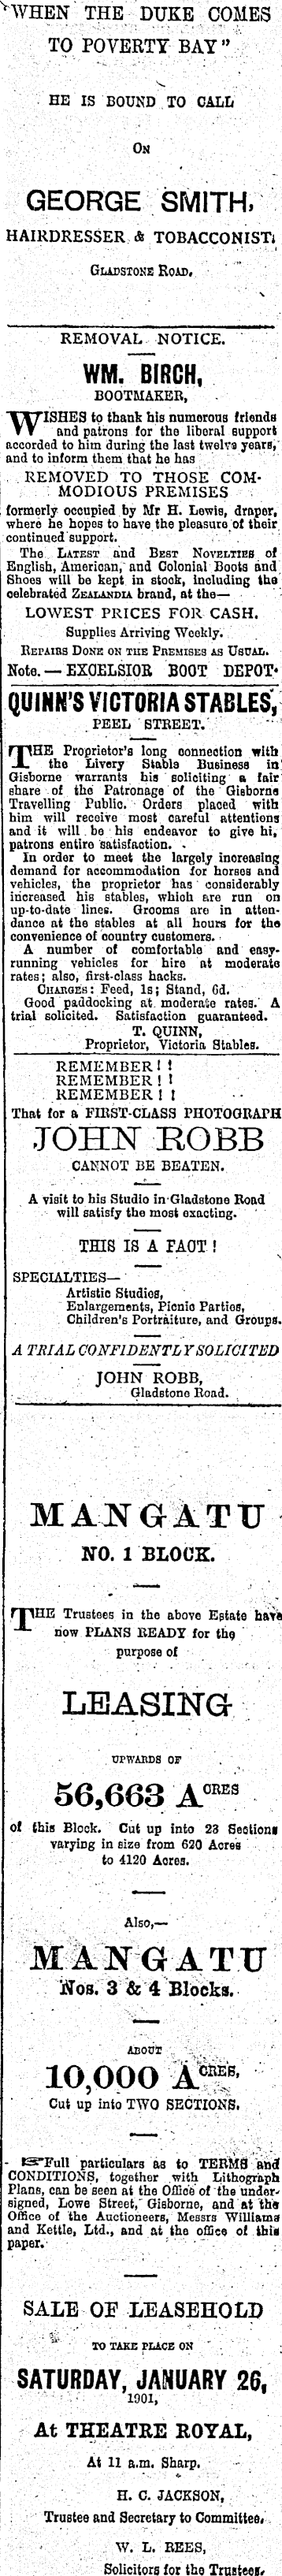 "WHEN THE DUKE COMES
TO POVERTY BAY"
HE IS BOUND TO CALL
ON
GEORGE SMITH,
HAIRDRESSER & TOBACCONIST,
GLADSTONE ROAD.
REMOVAL NOTICE.
WM. BIRCH,
BOOTMAKER,
WISHES to thank his numerous friends
and patrons for the liberal support
accorded to him during the last twelve years,
and to inform them that he has
REMOVED TO THOSE COM-
MODIOUS PREMISES
formerly occupied by Mr H. Lewis, draper,
where he hopes to have the pleasure of their
continued support.
The LATEST and BEST NOVELTIES of
English, American, and Colonial Boots and
Shoes will be kept in stock, including the
celebrated ZEALANDIA brand, at the—
LOWEST PRICES FOR CASH.
Supplies Arriving Weekly.
REPAIRS DONE ON THE PREMISES AS USUAL.
Note.—EXCELSIOR BOOT DEPOT.
QUINN'S VICTORIA STABLES,
PEEL STREET.
THE Proprietor's long connection with
the Livery Stable Business in
Gisborne warrants his soliciting a fair
share of the Patronage of the Gisborne
Travelling Public. Orders placed with
him will receive most careful attentions
and it will be his endeavor to give hi,
patrons entire satisfaction.
In order to meet the largely increasing
demand for accommodation for horses and
vehicles, the proprietor has considerably
increased his stables, which are run on
up-to-date lines. Grooms are in atten-
dance at the stables at all hours for the
convenience of country customers.
A number of comfortable and easy-
running vehicles for hire at moderate
rates; also, first-class hacks.
CHARGES: Feed, 1s; Stand, 6d.
Good paddocking at moderate rates. A
trial solicited. Satisfaction guaranteed.
T. QUINN,
Proprietor, Victoria Stables.
REMEMBER!!
REMEMBER!!
REMEMBER!!
That for a FIRST-CLASS PHOTOGRAPH
JOHN ROBB
CANNOT BE BEATEN.
A visit to his Studio in Gladstone Road
will satisfy the most exacting.
THIS IS A FACT!
SPECIALTIES—
Artistic Studies,
Enlargements, Picnic Parties,
Children's Portraiture, and Groups.
A TRIAL CONFIDENTLY SOLICITED
JOHN ROBB,
Gladstone Road.
MANGATU
NO. 1 BLOCK.
THE Trustees in the above Estate have
now PLANS READY for the
purpose of
LEASING
UPWARDS OF
56,663 ACRES
of this Block. Cut up into 23 Sections
varying in size from 620 Acres
to 4120 Acres.
Also,—
MANGATU
Nos. 3 & 4 Blocks.
ABOUT
10,000 ACRES,
Cut up into TWO SECTIONS.
☞Full particulars as to TERMS and
CONDITIONS, together with Lithograph
Plans, can be seen at the Office of the under-
signed, Lowe Street, Gisborne, and at the
Office of the Auctioneers, Messrs Williams
and Kettle, Ltd., and at the office of this
paper.
SALE OF LEASEHOLD
TO TAKE PLACE ON
SATURDAY, JANUARY 26,
1901,
At THEATRE ROYAL,
At 11 a.m. Sharp.
H. C. JACKSON,
Trustee and Secretary to Committee.
W. L. REES,
Solicitors for the Trustees.